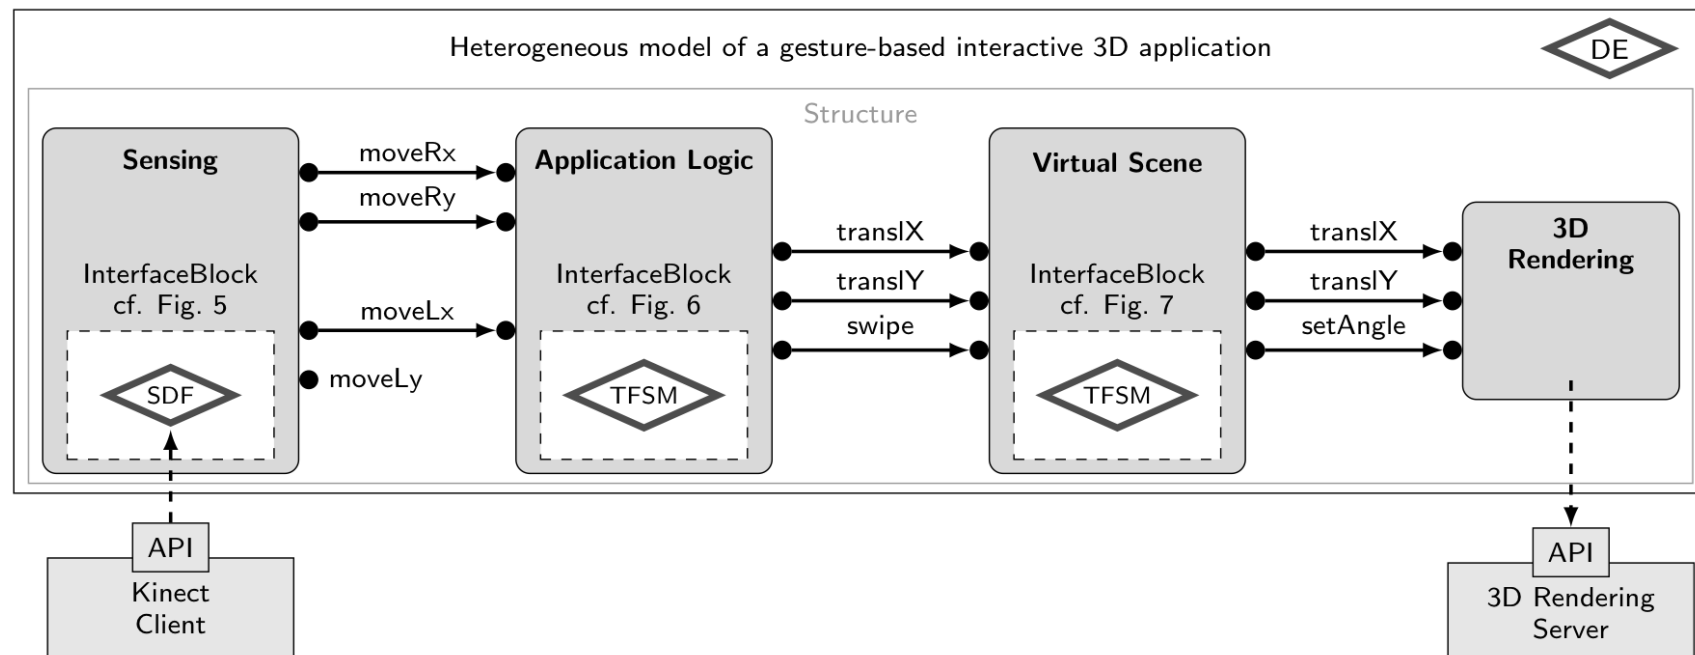 Heterogeneous model of a gesture-based interactive 3D application
DE
Structure
Sensing
InterfaceBlock
cf. Fig. 5
SDF
moveRx
moveRy
moveLx
moveLy
Application Logic
InterfaceBlock
cf. Fig. 6
TFSM
translX
translY
swipe
Virtual Scene
InterfaceBlock
cf. Fig. 7
TFSM
translX
translY
setAngle
3D
Rendering
API
Kinect
Client
API
3D Rendering
Server